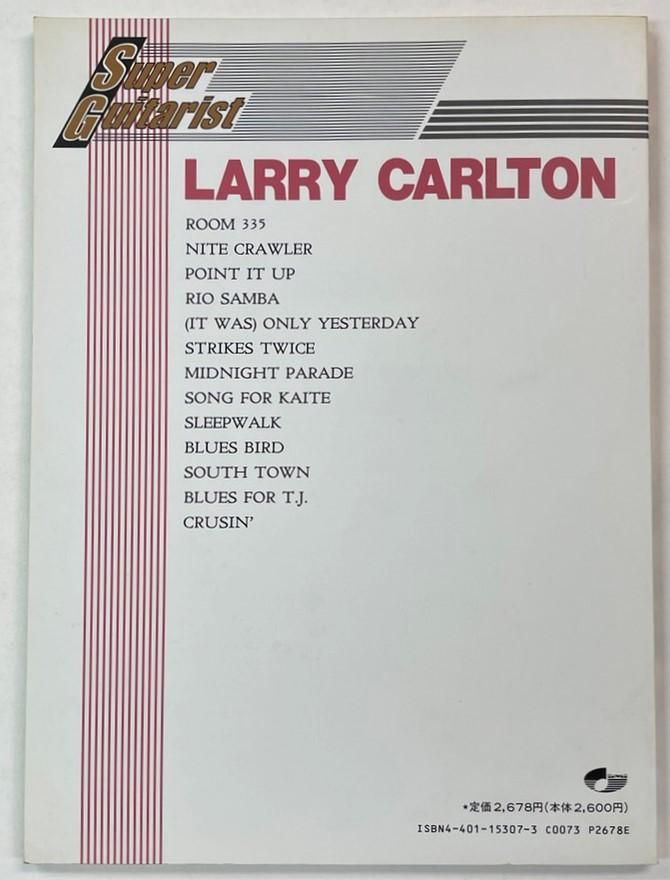 Super
Guitarist
LARRY CARLTON
ROOM 335
NITE CRAWLER
POINT IT UP
RIO SAMBA
(IT WAS) ONLY YESTERDAY
STRIKES TWICE
MIDNIGHT PARADE
SONG FOR KAITE
SLEEPWALK
BLUES BIRD
SOUTH TOWN
BLUES FOR T.J.
CRUSIN'
★定価2,678円(本体2,600円)
ISBN4-401-15307-3 C0073 P2678E